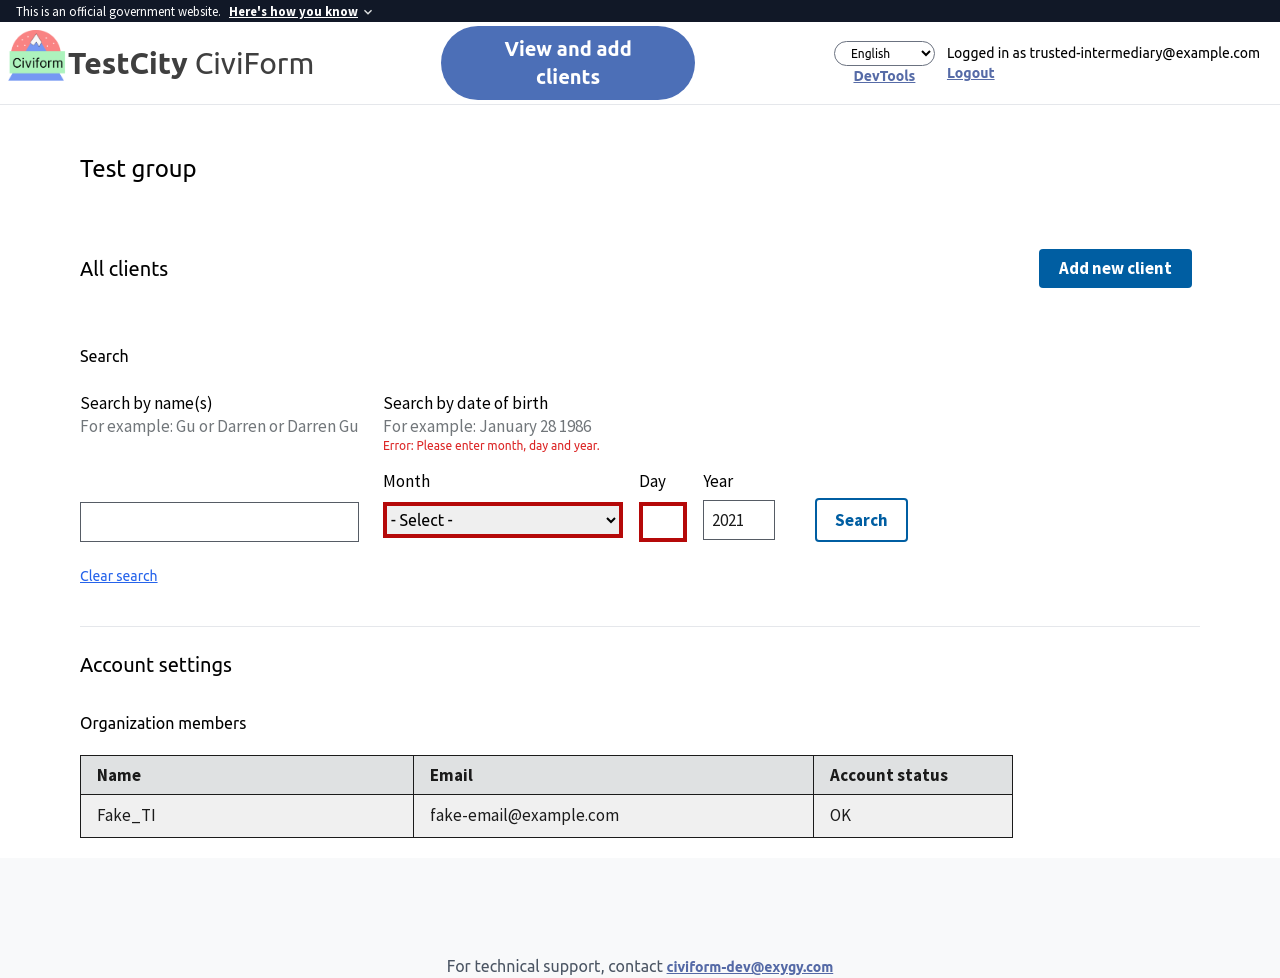 This is an official government website. Here's how you know
Civiform
TestCity CiviForm
View and add
clients
English
DevTools
Logged in as trusted-intermediary@example.com
Logout
Test group
All clients
Add new client
Search
Search by name(s)
For example: Gu or Darren or Darren Gu
Search by date of birth
For example: January 28 1986
Error: Please enter month, day and year.
Month
Day
Year
- Select -
2021
Search
Clear search
Account settings
Organization members
Name Email Account status
Fake_TI fake-email@example.com OK
For technical support, contact civiform-dev@exygy.com